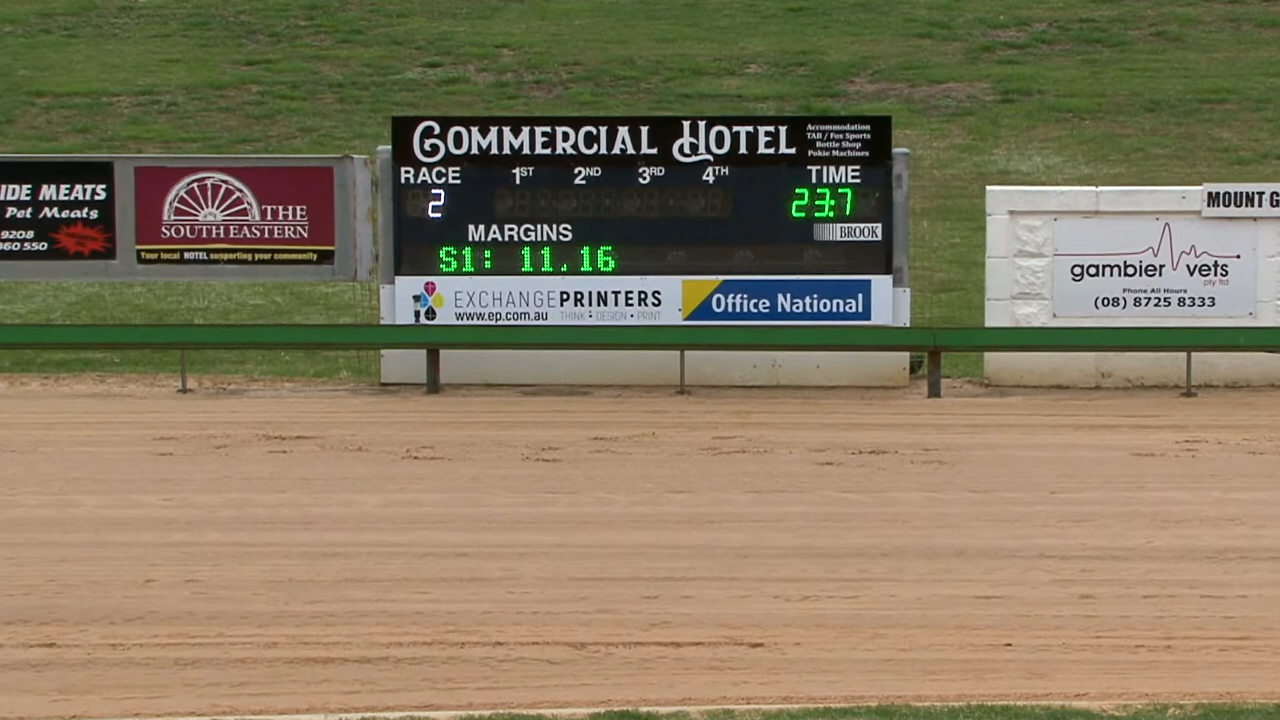 COMMERCIAL HOTEL
Accommodation
TAB / Fox Sports
Bottle Shop
Pokie Machines
RACE 1ST 2ND 3RD 4TH TIME
2 23:7
MARGINS
BROOK
S1: 11.16
EXCHANGEPRINTERS
www.ep.com.au THINK • DESIGN • PRINT
Office National
IDE MEATS
Pet Meats
9208
860 550
THE
SOUTH EASTERN
Your local HOTEL supporting your community
MOUNT G
gambier vets
pty ltd
Phone All Hours
(08) 8725 8333